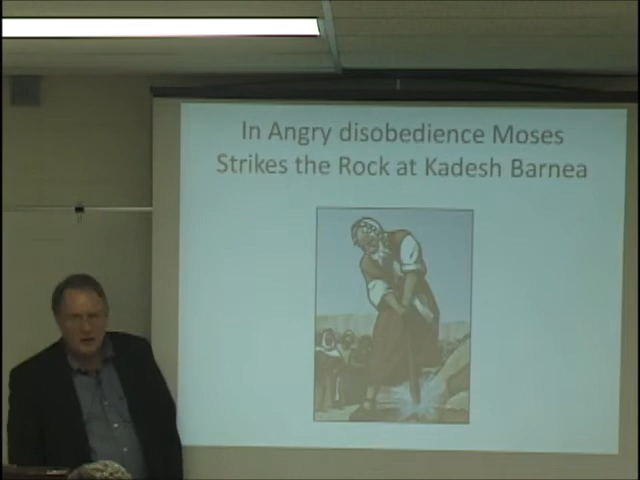 In Angry disobedience Moses
Strikes the Rock at Kadesh Barnea